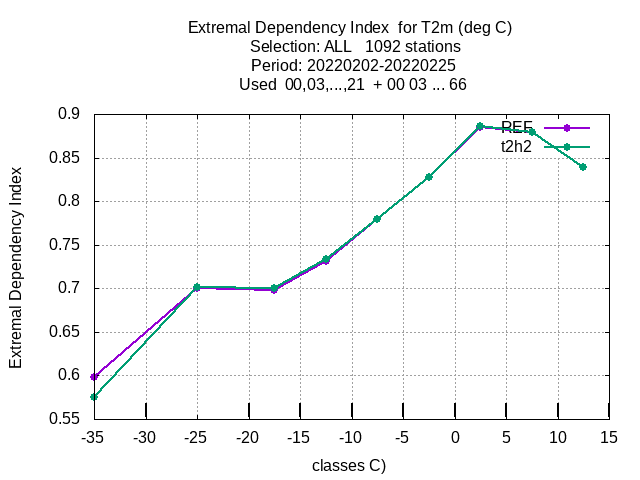 Extremal Dependency Index  for T2m (deg C)
Selection: ALL   1092 stations
Period: 20220202-20220225
Used  00,03,...,21  + 00 03 ... 66
Extremal Dependency Index
0.9
0.85
0.8
0.75
0.7
0.65
0.6
0.55
REF
t2h2
-35 -30 -25 -20 -15 -10 -5 0 5 10 15
classes C)